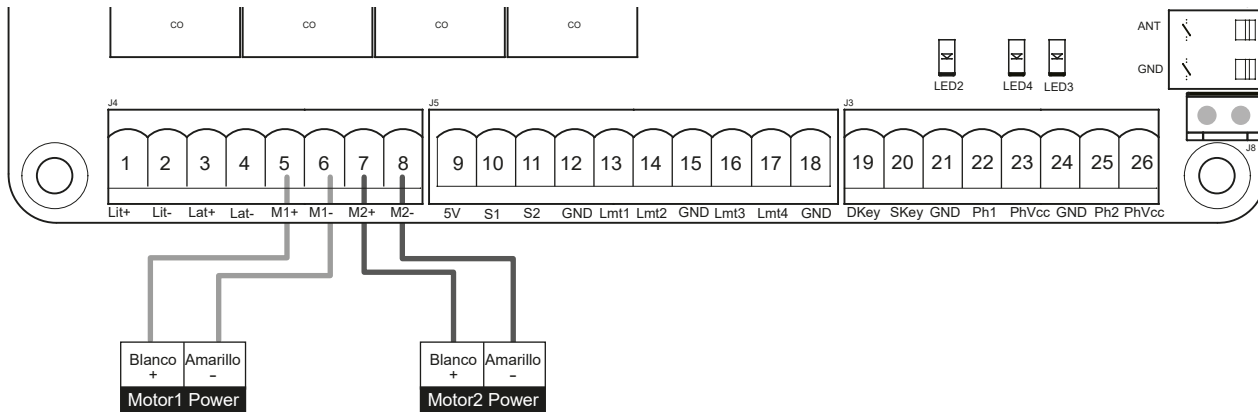 CO CO CO CO
ANT
GND
LED2 LED4 LED3
J4 J5 J3 J8
1 2 3 4 5 6 7 8 9 10 11 12 13 14 15 16 17 18 19 20 21 22 23 24 25 26
Lit+ Lit- Lat+ Lat- M1+ M1- M2+ M2- 5V S1 S2 GND Lmt1 Lmt2 GND Lmt3 Lmt4 GND DKey SKey GND Ph1 PhVcc GND Ph2 PhVcc
Blanco Amarillo Blanco Amarillo
+ - + -
Motor1 Power Motor2 Power